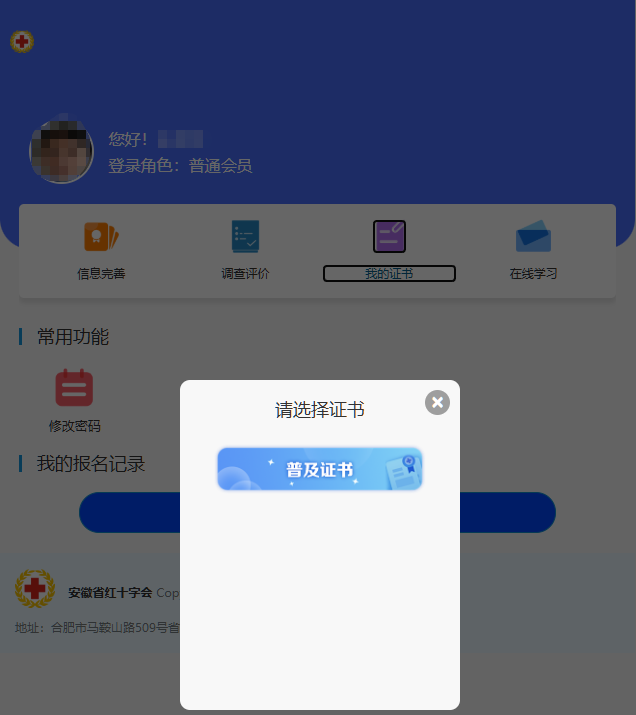 您好！
登录角色：普通会员
信息完善
调查评价
我的证书
在线学习
常用功能
修改密码
我的报名记录
请选择证书
普及证书
安徽省红十字会 Cop
地址：合肥市马鞍山路509号省